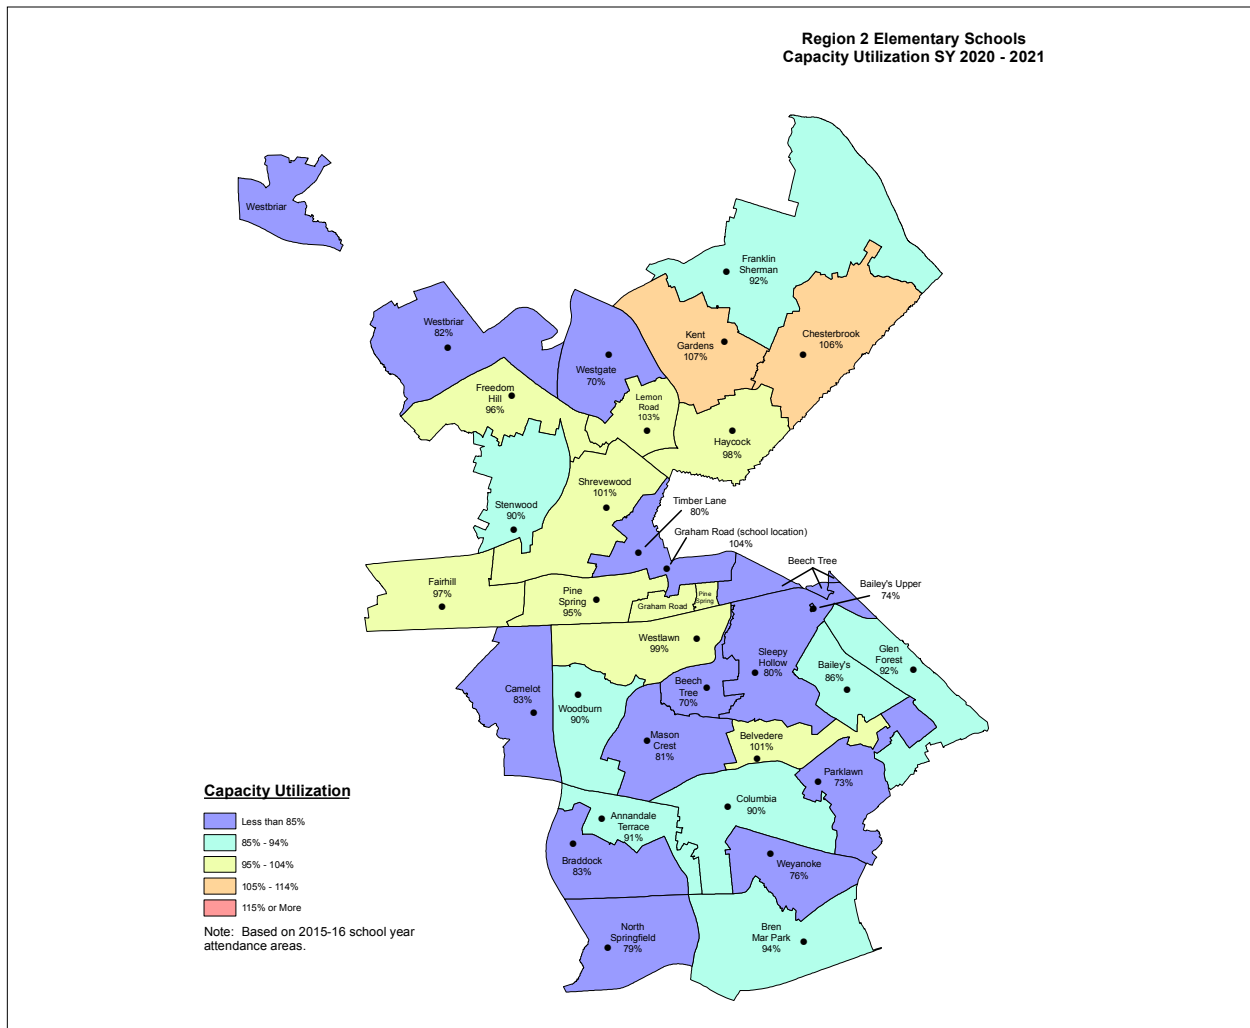 Region 2 Elementary Schools
Capacity Utilization SY 2020 - 2021
Westbriar
Franklin
Sherman
92%
Westbriar
82%
Kent
Gardens
107%
Chesterbrook
106%
Westgate
70%
Freedom
Hill
96%
Lemon
Road
103%
Haycock
98%
Shrevewood
101%
Stenwood
90%
Timber Lane
80%
Graham Road (school location)
104%
Beech Tree
Bailey's Upper
74%
Fairhill
97%
Pine
Spring
95%
Graham Road
Pine
Spring
Westlawn
99%
Sleepy
Hollow
80%
Bailey's
86%
Glen
Forest
92%
Camelot
83%
Woodburn
90%
Beech
Tree
70%
Mason
Crest
81%
Belvedere
101%
Parklawn
73%
Columbia
90%
Annandale
Terrace
91%
Braddock
83%
Weyanoke
76%
North
Springfield
79%
Bren
Mar Park
94%
Capacity Utilization
Less than 85%
85% - 94%
95% - 104%
105% - 114%
115% or More
Note:  Based on 2015-16 school year
attendance areas.